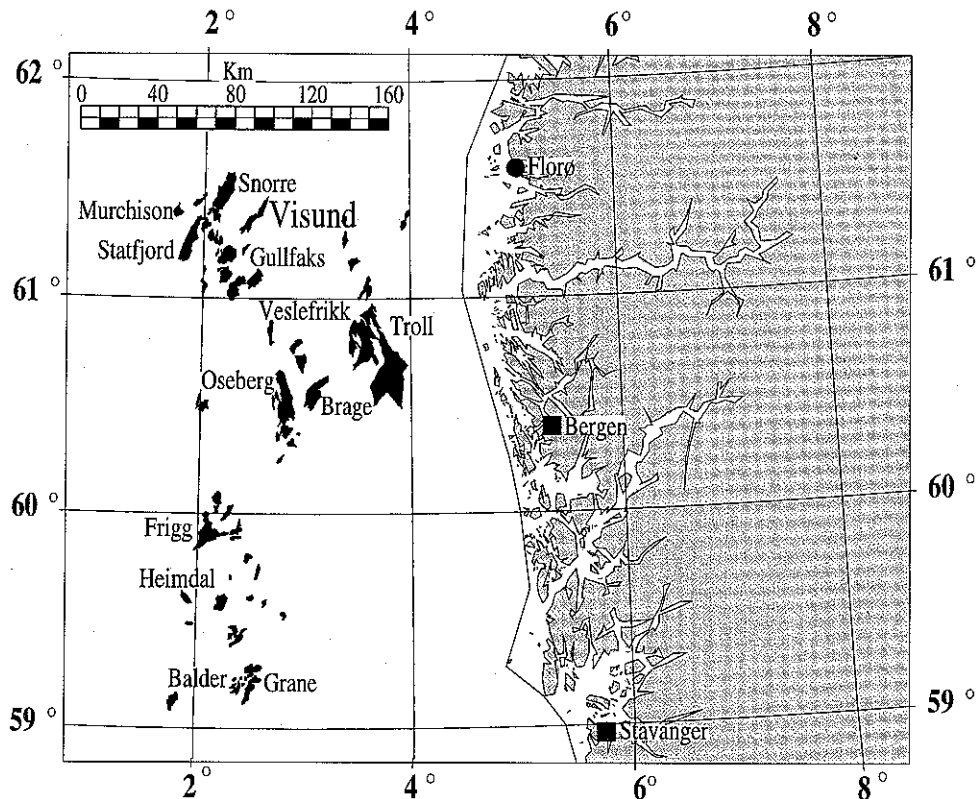 2° 4° 6° 8°
62°
Km
0 40 80 120 160
Florø
Snorre
Murchison
Visund
Statfjord
Gullfaks
61° 61°
Veslefrikk
Troll
Oseberg
Brage
Bergen
60° 60°
Frigg
Heimdal
Balder
Grane
59° 59°
Stavanger
2° 4° 6° 8°